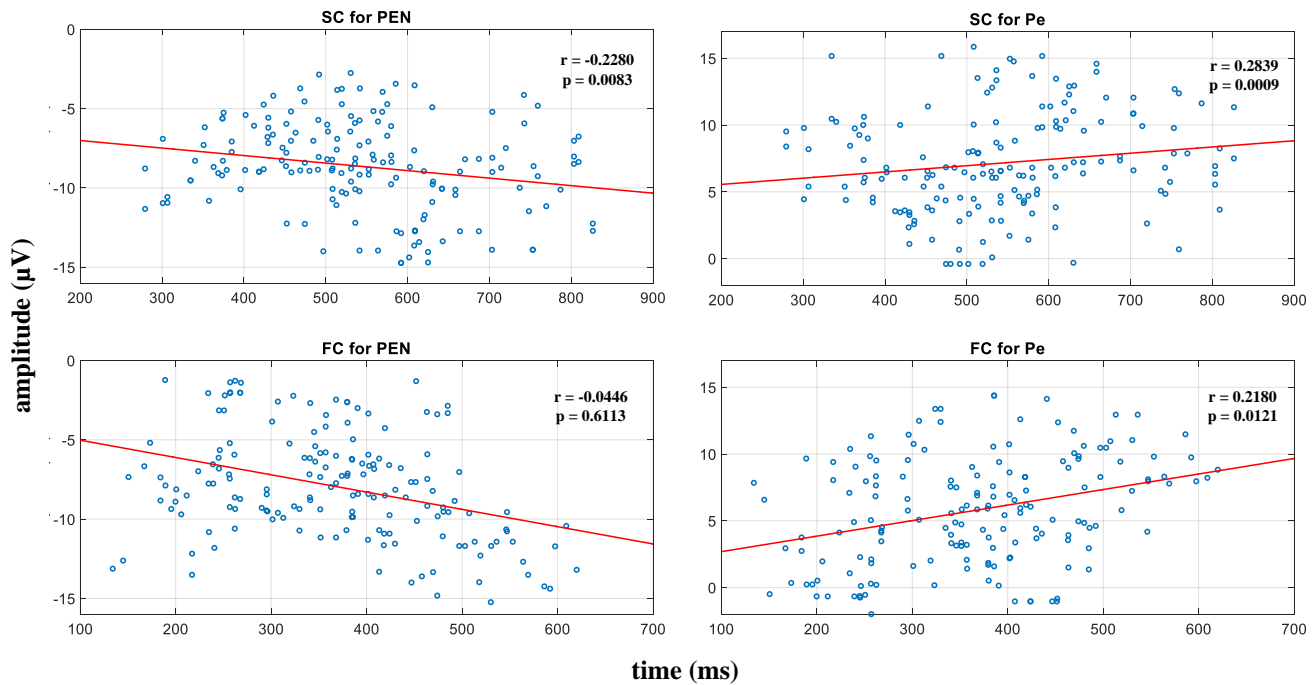 SC for PEN
0
-5
-10
-15
200 300 400 500 600 700 800 900
r = -0.2280
p = 0.0083
SC for Pe
15
10
5
0
200 300 400 500 600 700 800 900
r = 0.2839
p = 0.0009
amplitude (µV)
FC for PEN
0
-5
-10
-15
100 200 300 400 500 600 700
r = -0.0446
p = 0.6113
FC for Pe
15
10
5
0
100 200 300 400 500 600 700
r = 0.2180
p = 0.0121
time (ms)